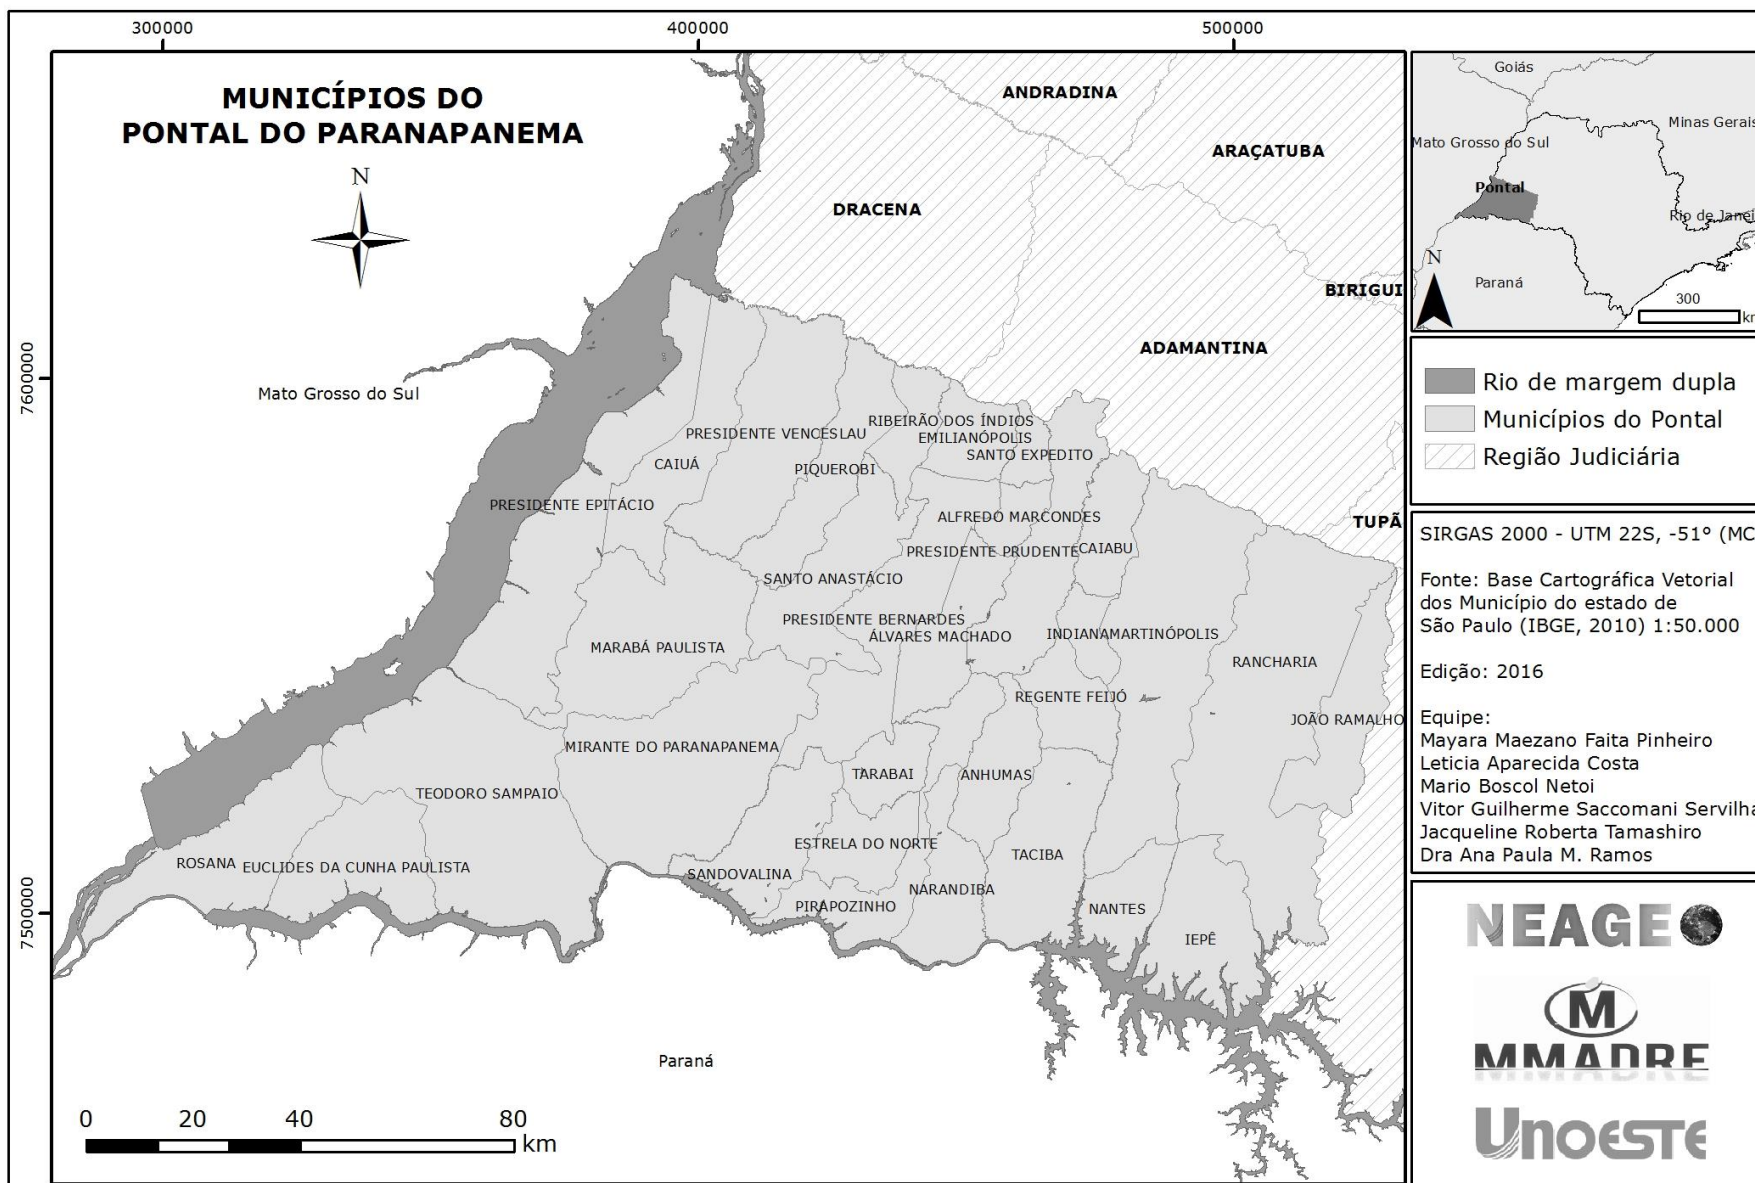 300000
400000
500000
MUNICÍPIOS DO
PONTAL DO PARANAPANEMA
N
ANDRADINA
ARAÇATUBA
DRACENA
BIRIGUI
ADAMANTINA
TUPÃ
7600000
7500000
Mato Grosso do Sul
RIBEIRÃO DOS ÍNDIOS
PRESIDENTE VENCESLAU
EMILIANÓPOLIS
SANTO EXPEDITO
CAIUÁ
PIQUEROBI
PRESIDENTE EPITÁCIO
ALFREDO MARCONDES
PRESIDENTE PRUDENTE
CAIABU
SANTO ANASTÁCIO
PRESIDENTE BERNARDES
ÁLVARES MACHADO
INDIANA
MARTINÓPOLIS
MARABÁ PAULISTA
RANCHARIA
REGENTE FEIJÓ
JOÃO RAMALHO
MIRANTE DO PARANAPANEMA
TARABAI
ANHUMAS
TEODORO SAMPAIO
ESTRELA DO NORTE
TACIBA
ROSANA
EUCLIDES DA CUNHA PAULISTA
SANDOVALINA
NARANDIBA
PIRAPOZINHO
NANTES
IEPÊ
Paraná
0 20 40 80
km
Goiás
Minas Gerais
Mato Grosso do Sul
Pontal
Rio de Janei
N
Paraná
300
km
Rio de margem dupla
Municípios do Pontal
Região Judiciária
SIRGAS 2000 - UTM 22S, -51° (MC
Fonte: Base Cartográfica Vetorial
dos Município do estado de
São Paulo (IBGE, 2010) 1:50.000
Edição: 2016
Equipe:
Mayara Maezano Faita Pinheiro
Leticia Aparecida Costa
Mario Boscol Netoi
Vitor Guilherme Saccomani Servilha
Jacqueline Roberta Tamashiro
Dra Ana Paula M. Ramos
NEAGEO
M
MMADRE
UNOESTE